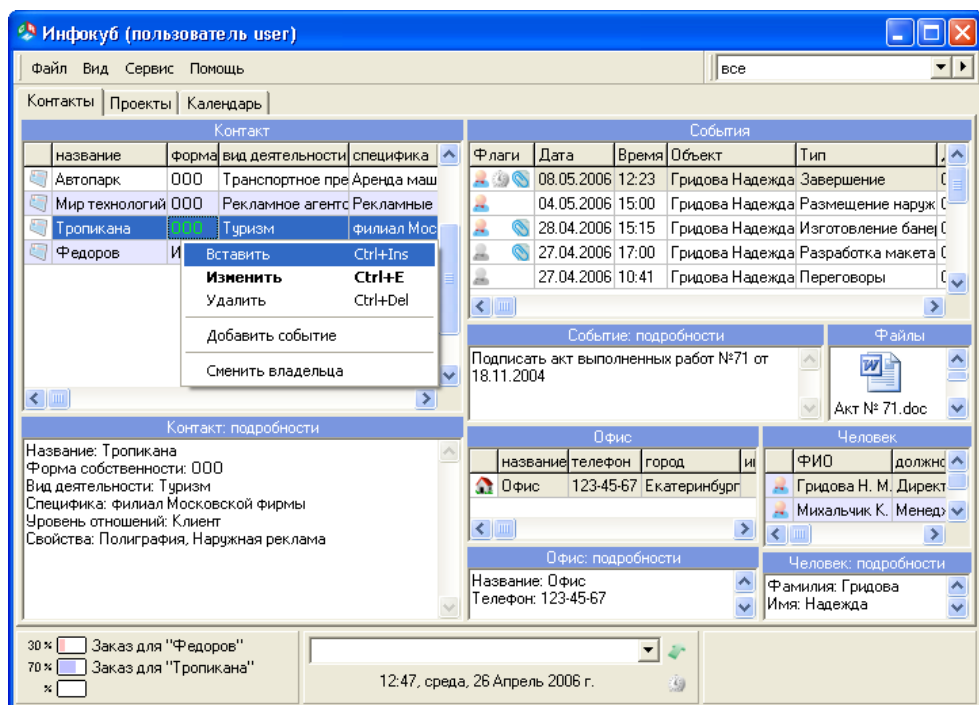 Инфокуб (пользователь user)
Файл Вид Сервис Помощь
все
Контакты Проекты Календарь
Контакт
название форма вид деятельности специфика
Автопарк ООО Транспортное пре Аренда маш
Мир технологий ООО Рекламное агентс Рекламные
Тропикана ООО Туризм филиал Мос
Федоров И
Вставить Ctrl+Ins
Изменить Ctrl+E
Удалить Ctrl+Del
Добавить событие
Сменить владельца
События
Флаги Дата Время Объект Тип
08.05.2006 12:23 Гридова Надежда Завершение
04.05.2006 15:00 Гридова Надежда Размещение наруж
28.04.2006 15:15 Гридова Надежда Изготовление банер
27.04.2006 17:00 Гридова Надежда Разработка макета
27.04.2006 10:41 Гридова Надежда Переговоры
Событие: подробности
Подписать акт выполненных работ №71 от
18.11.2004
Файлы
Акт № 71.doc
Контакт: подробности
Название: Тропикана
Форма собственности: ООО
Вид деятельности: Туризм
Специфика: филиал Московской фирмы
Уровень отношений: Клиент
Свойства: Полиграфия, Наружная реклама
Офис
название телефон город
Офис 123-45-67 Екатеринбург
Человек
ФИО должно
Гридова Н. М. Директ
Михальчик К. Менед
Офис: подробности
Название: Офис
Телефон: 123-45-67
Человек: подробности
Фамилия: Гридова
Имя: Надежда
30 % Заказ для "Федоров"
70 % Заказ для "Тропикана"
%
12:47, среда, 26 Апрель 2006 г.